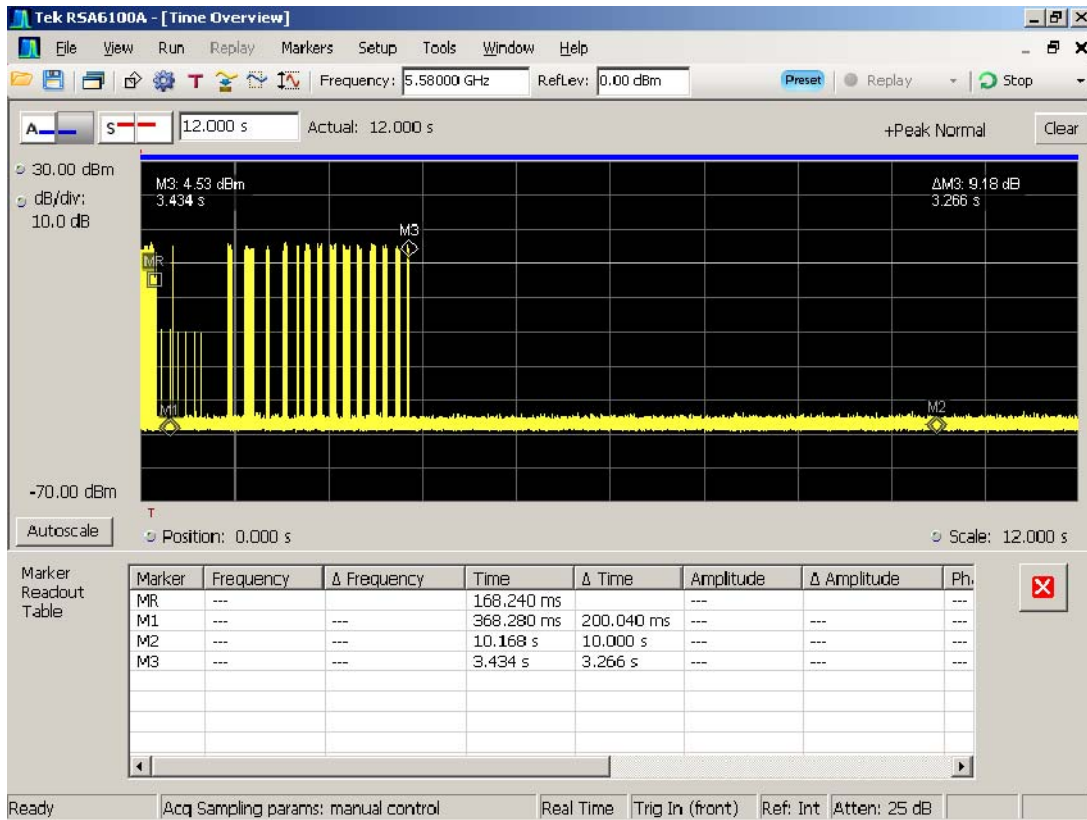 Tek RSA6100A - [Time Overview]
File View Run Replay Markers Setup Tools Window Help
T Frequency: 5.58000 GHz RefLev: 0.00 dBm Preset Replay Stop
A S 12.000 s Actual: 12.000 s +Peak Normal Clear
30.00 dBm
dB/div:
10.0 dB
-70.00 dBm
Autoscale
M3: 4.53 dBm
3.434 s
ΔM3: 9.18 dB
3.266 s
M3
MR
M1
M2
T
Position: 0.000 s
Scale: 12.000 s
Marker
Readout
Table
Marker Frequency Δ Frequency Time Δ Time Amplitude Δ Amplitude
MR --- 168.240 ms --- ---
M1 --- --- 368.280 ms 200.040 ms --- --- ---
M2 --- --- 10.168 s 10.000 s --- --- ---
M3 --- --- 3.434 s 3.266 s --- --- ---
Ready Acq Sampling params: manual control Real Time Trig In (front) Ref: Int Atten: 25 dB